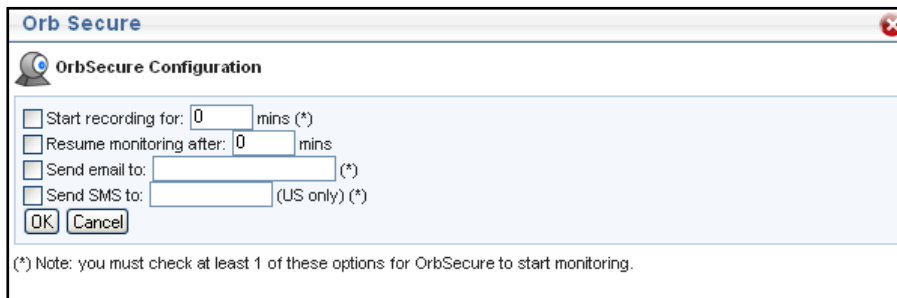 Orb Secure
OrbSecure Configuration
Start recording for: 0 mins (*)
Resume monitoring after: 0 mins
Send email to: (*)
Send SMS to: (US only) (*)
OK Cancel
(*) Note: you must check at least 1 of these options for OrbSecure to start monitoring.